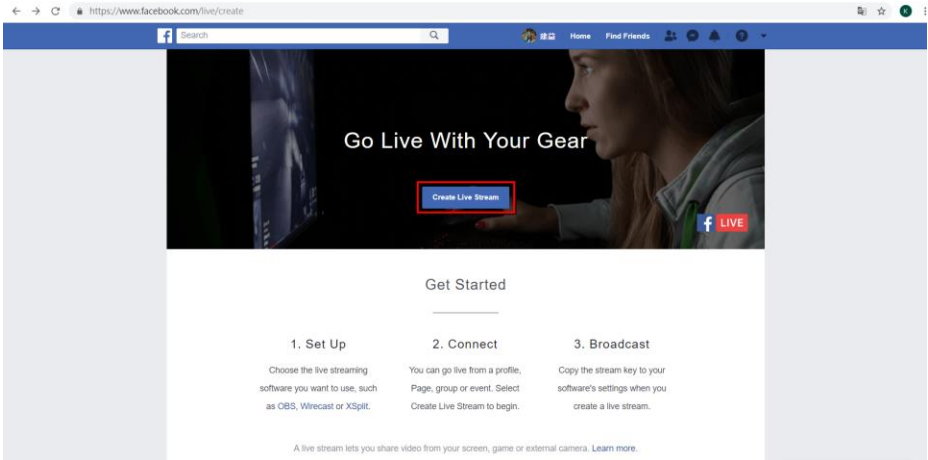 https://www.facebook.com/live/create
K
f
Search
Home
Find Friends
Go Live With Your Gear
Create Live Stream
f LIVE
Get Started
1. Set Up
Choose the live streaming
software you want to use, such
as OBS, Wirecast or XSplit.
2. Connect
You can go live from a profile,
Page, group or event. Select
Create Live Stream to begin.
3. Broadcast
Copy the stream key to your
software's settings when you
create a live stream.
A live stream lets you share video from your screen, game or external camera. Learn more.